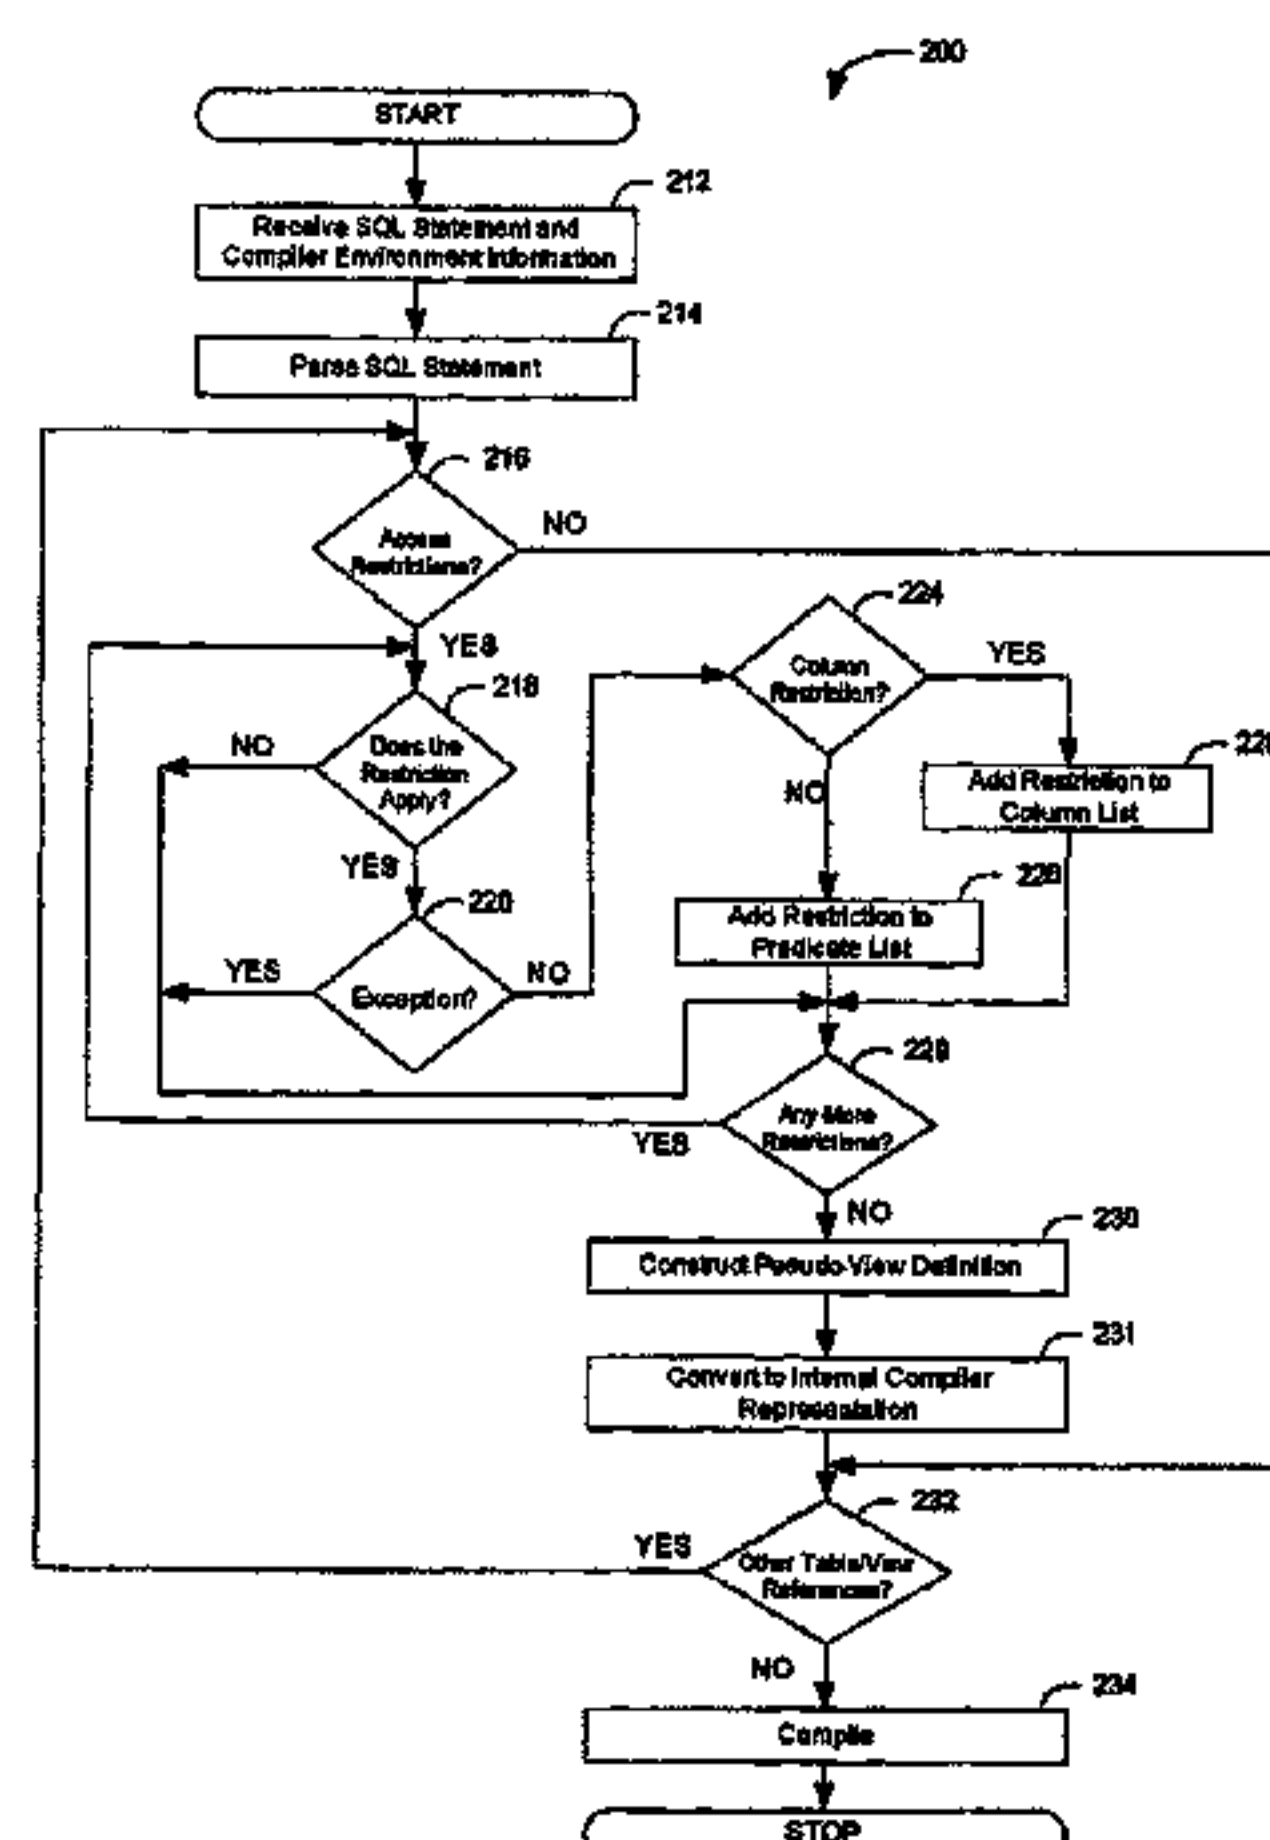 200
START
212
Receive SQL Statement and
Compiler Environment Information
214
Parse SQL Statement
216
Access
Restrictions?
NO
YES
224
Column
Restriction?
YES
218
Does the
Restriction
Apply?
NO
NO
Add Restriction to
Column List
YES
220
Add Restriction to
Predicate List
YES
Exception?
NO
Any More
Restrictions?
YES
NO
230
Construct Pseudo-View Definition
231
Convert to Internal Compiler
Representation
232
Other Table/View
References?
YES
NO
234
Compile
STOP